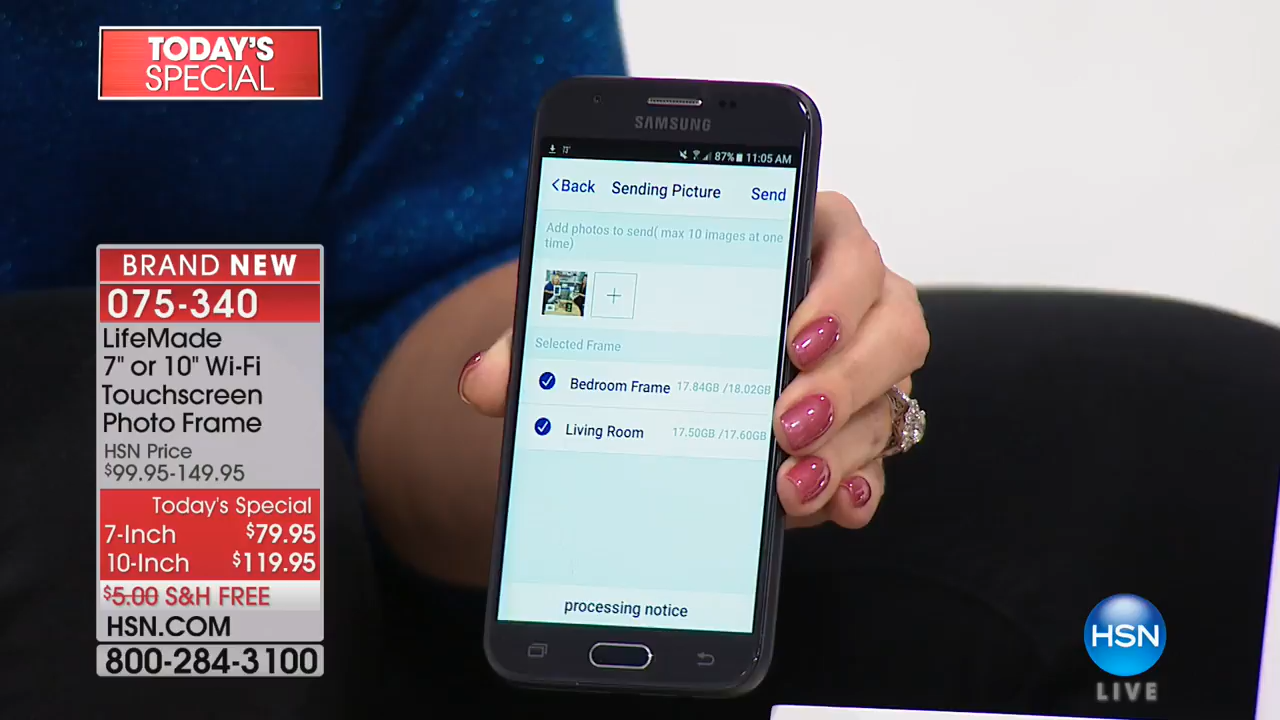 TODAY'S
SPECIAL
BRAND NEW
075-340
LifeMade
7" or 10" Wi-Fi
Touchscreen
Photo Frame
HSN Price
$99.95-149.95
Today's Special
7-Inch $79.95
10-Inch $119.95
$5.00 S&H FREE
HSN.COM
800-284-3100
SAMSUNG
87% 11:05 AM
Back Sending Picture Send
Add photos to send( max 10 images at one
time)
+
Selected Frame
Bedroom Frame 17.84GB /18.02GB
Living Room 17.50GB /17.60GB
processing notice
HSN
LIVE